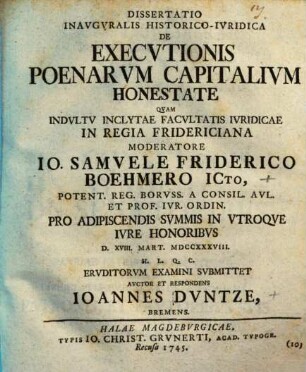 DISSERTATIO
INAVGVRALIS HISTORICO-IVRIDICA
DE
EXECVTIONIS
POENARVM CAPITALIVM
HONESTATE
QVAM
INDVLTV INCLYTAE FACVLTATIS IVRIDICAE
IN REGIA FRIDERICIANA
MODERATORE
IO. SAMVELE FRIDERICO
BOEHMERO ICTO,
POTENT. REG. BORVSS. A CONSIL. AVL.
ET PROF. IVR. ORDIN.
PRO ADIPISCENDIS SVMMIS IN VTROQVE
IVRE HONORIBVS
D. XVIII. MART. MDCCXXXVIII.
H. L. Q. C.
ERVDITORVM EXAMINI SVBMITTET
AVCTOR ET RESPONDENS
IOANNES DVNTZE,
BREMENS.
HALAE MAGDEBVRGICAE,
TYPIS IO. CHRIST. GRVNERTI, ACAD. TYPOGR.
Recusa 1745.
(10)